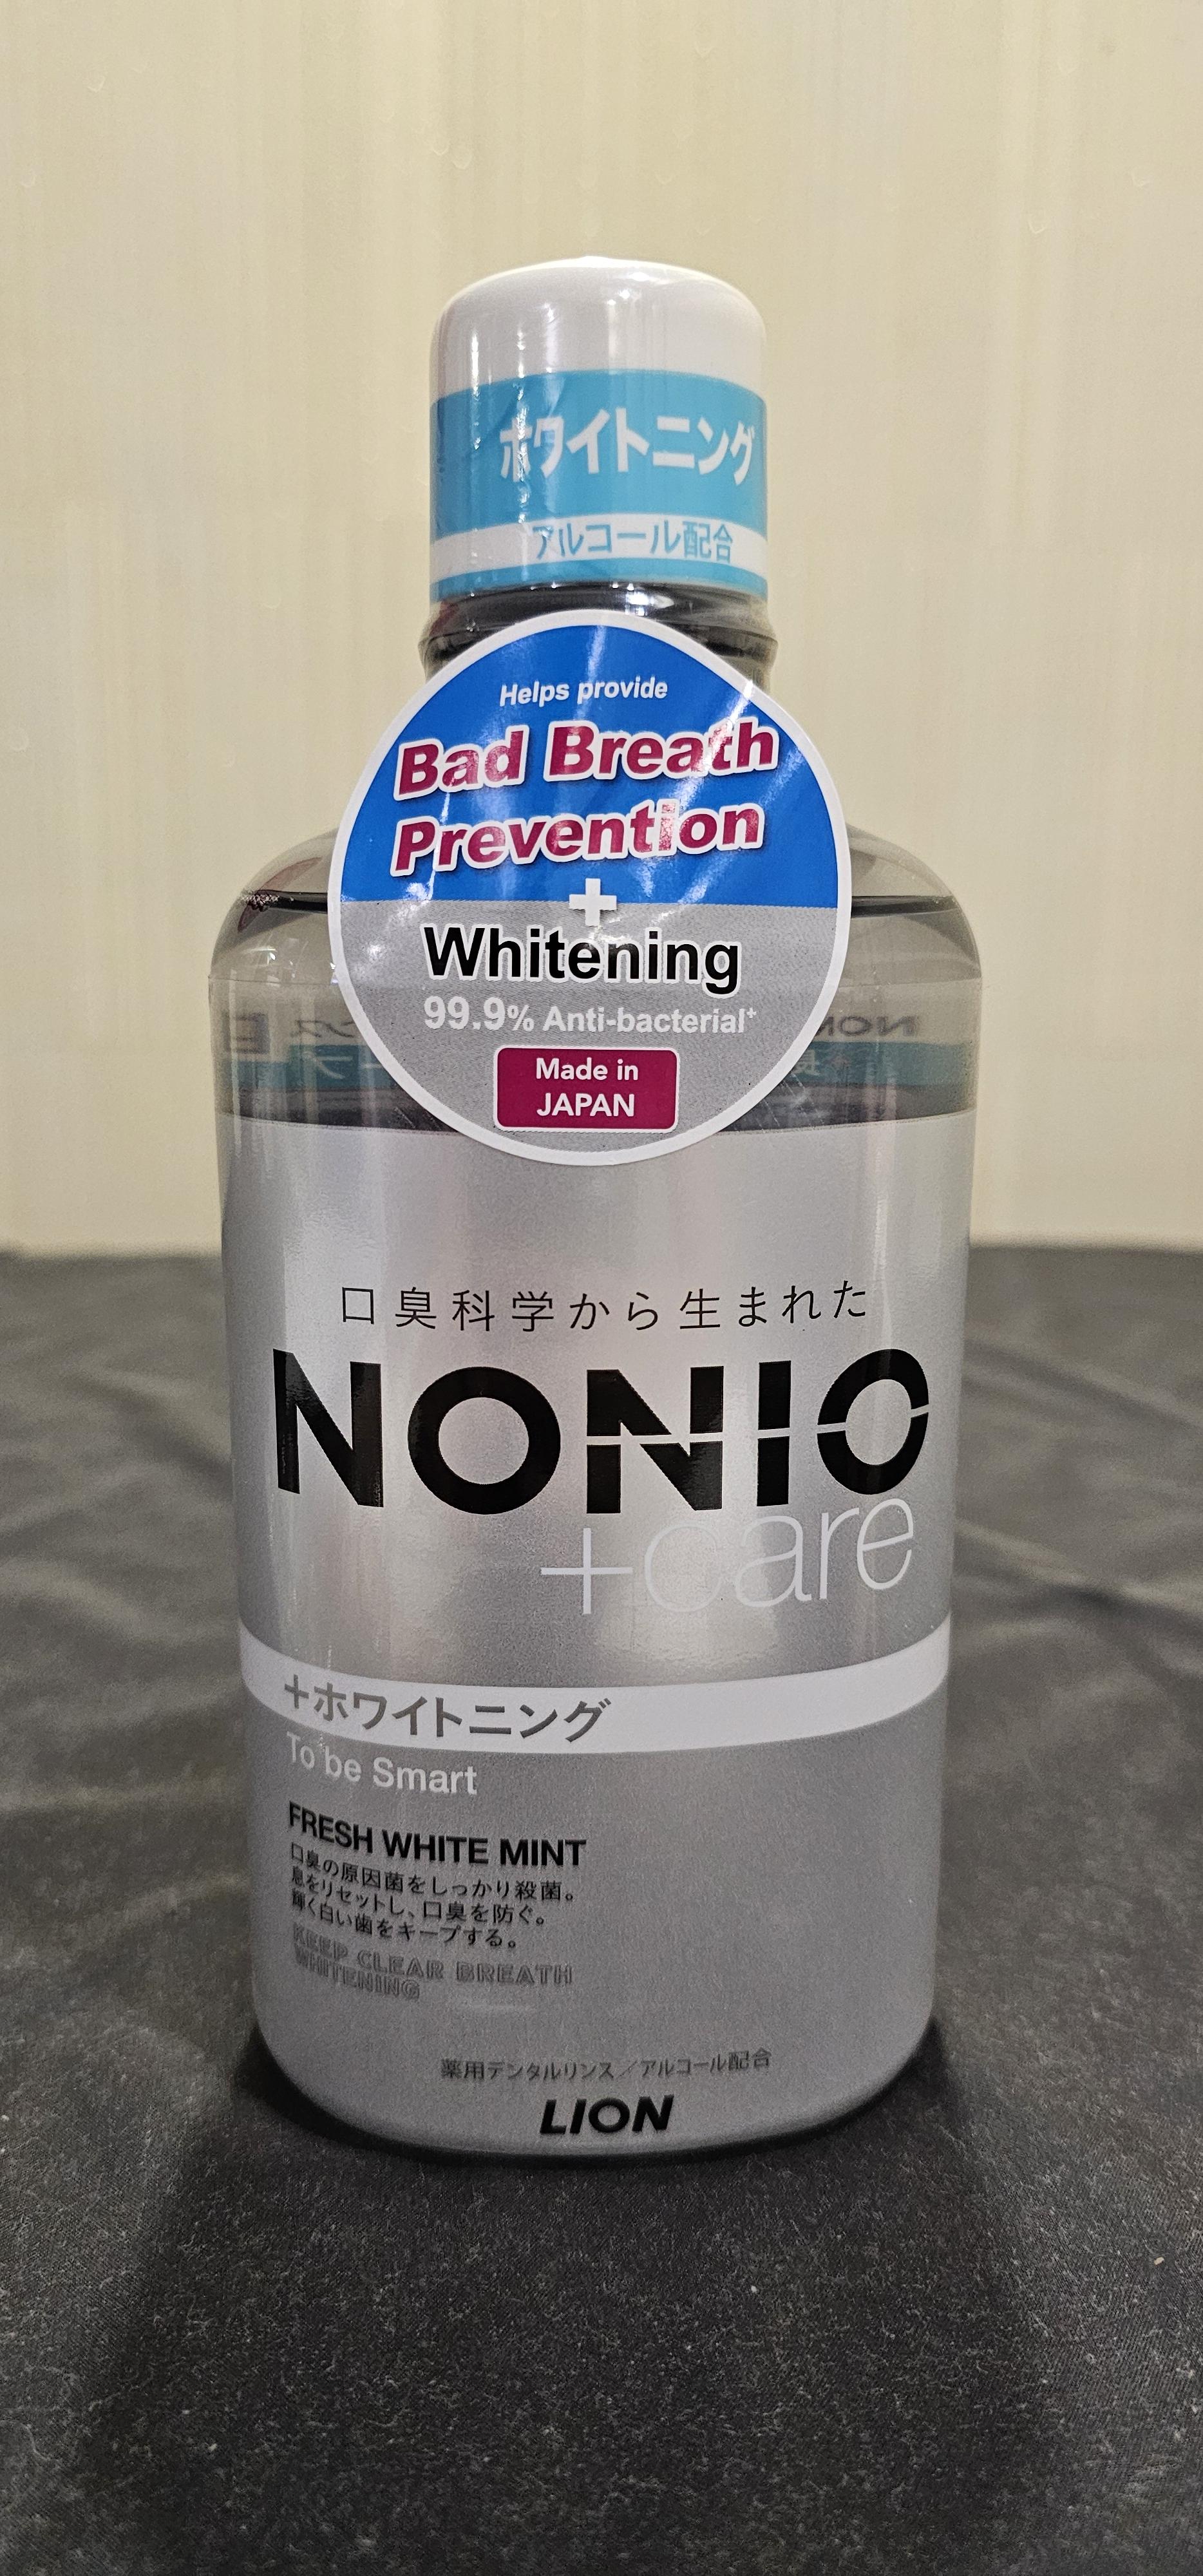 ホワイトニング
アルコール配合
Helps provide
Bad Breath
Prevention
+
Whitening
99.9% Anti-bacterial+
Made in
JAPAN
口臭科学から生まれた
NONIO
+care
+ホワイトニング
To be Smart
FRESH WHITE MINT
口臭の原因菌をしっかり殺菌。
息をリセットし、口臭を防ぐ。
輝く白い歯をキープする。
KEEP CLEAR BREATH
WHITENING
薬用デンタルリンス／アルコール配合
LION